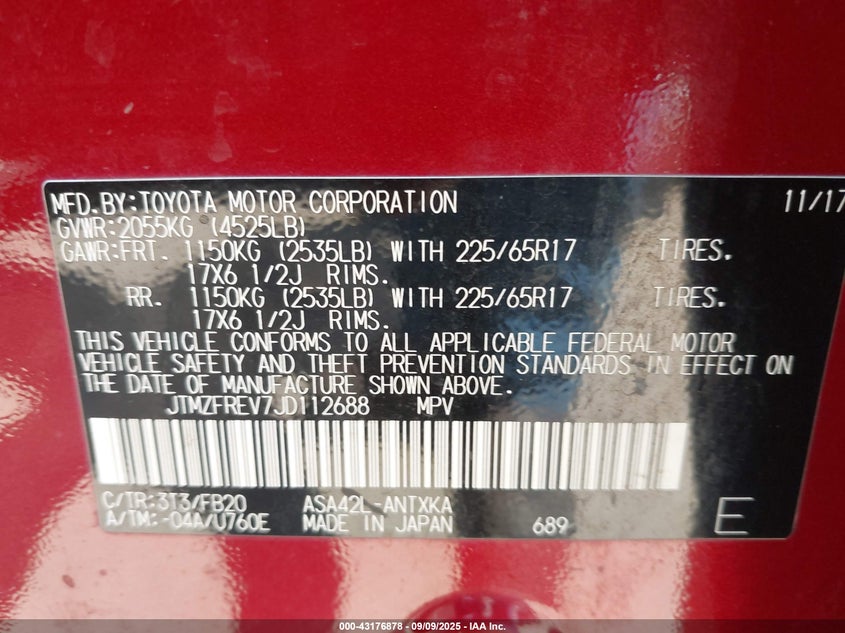 MFD.BY:TOYOTA MOTOR CORPORATION 11/17
GVWR:2055KG (4525LB)
GAWR:FRT. 1150KG (2535LB) WITH 225/65R17 TIRES.
17X6 1/2J RIMS.
RR. 1150KG (2535LB) WITH 225/65R17 TIRES.
17X6 1/2J RIMS.
THIS VEHICLE CONFORMS TO ALL APPLICABLE FEDERAL MOTOR
VEHICLE SAFETY AND THEFT PREVENTION STANDARDS IN EFFECT ON
THE DATE OF MANUFACTURE SHOWN ABOVE.
JTMZFREV7JD112688 MPV
C/TR:3T3/FB20 ASA42L-ANTXKA
A/TM:-04A/U760E MADE IN JAPAN 689 E
000-43176878 - 09/09/2025 - IAA Inc.